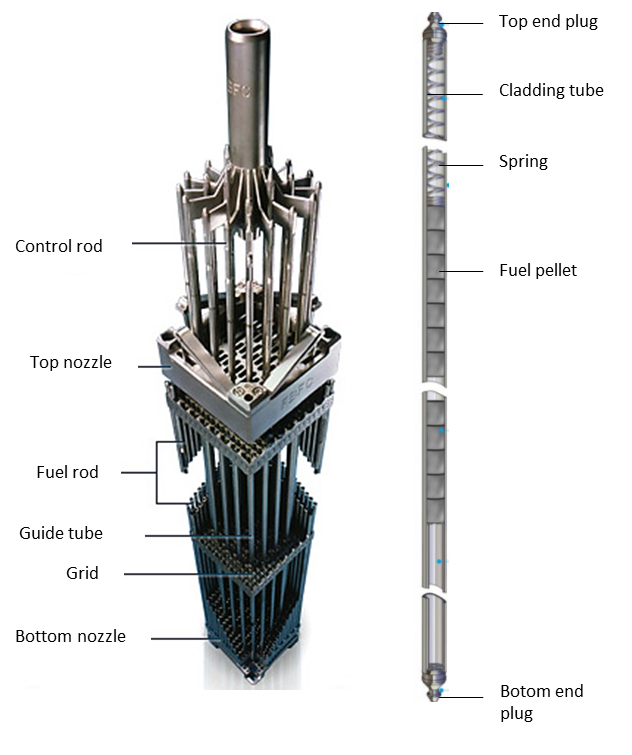 Top end plug
Cladding tube
Spring
Fuel pellet
Botom end
plug
Control rod
Top nozzle
Fuel rod
Guide tube
Grid
Bottom nozzle
FBFC